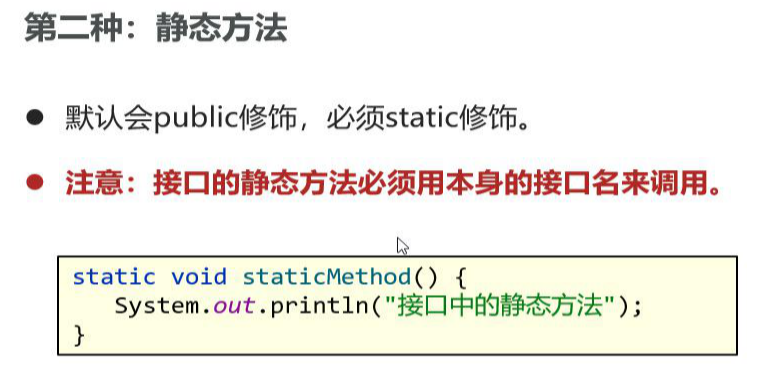 第二种：静态方法
● 默认会public修饰，必须static修饰。
● 注意：接口的静态方法必须用本身的接口名来调用。
static void staticMethod() {
   System.out.println("接口中的静态方法");
}